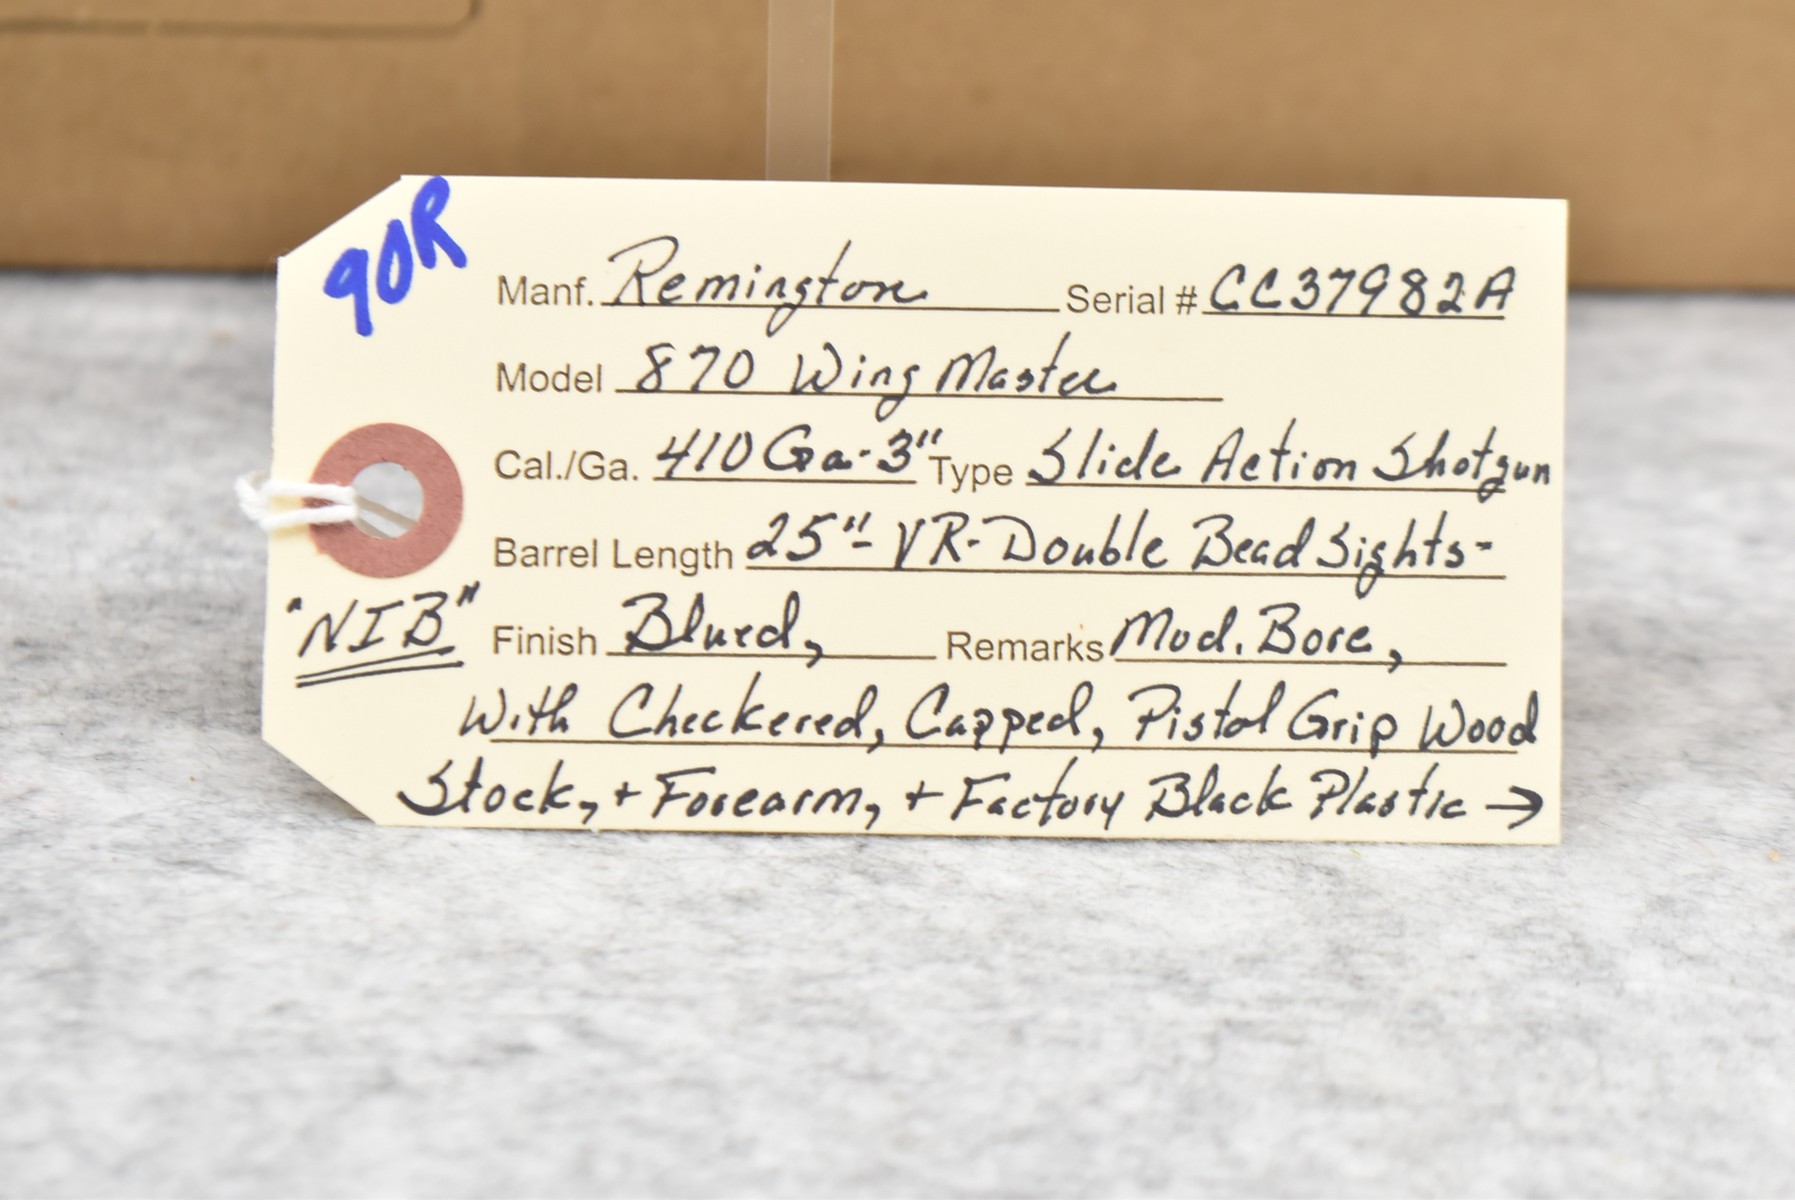 90R
Manf. Remington Serial # CC37982A
Model 870 Wing Master
Cal./Ga. 410 Ga-3" Type Slide Action Shotgun
Barrel Length 25"- VR-Double Bead Sights-
"NIB" Finish Blued, Remarks Mod. Bore,
With Checkered, Capped, Pistol Grip Wood
Stock, + Forearm, + Factory Black Plastic →